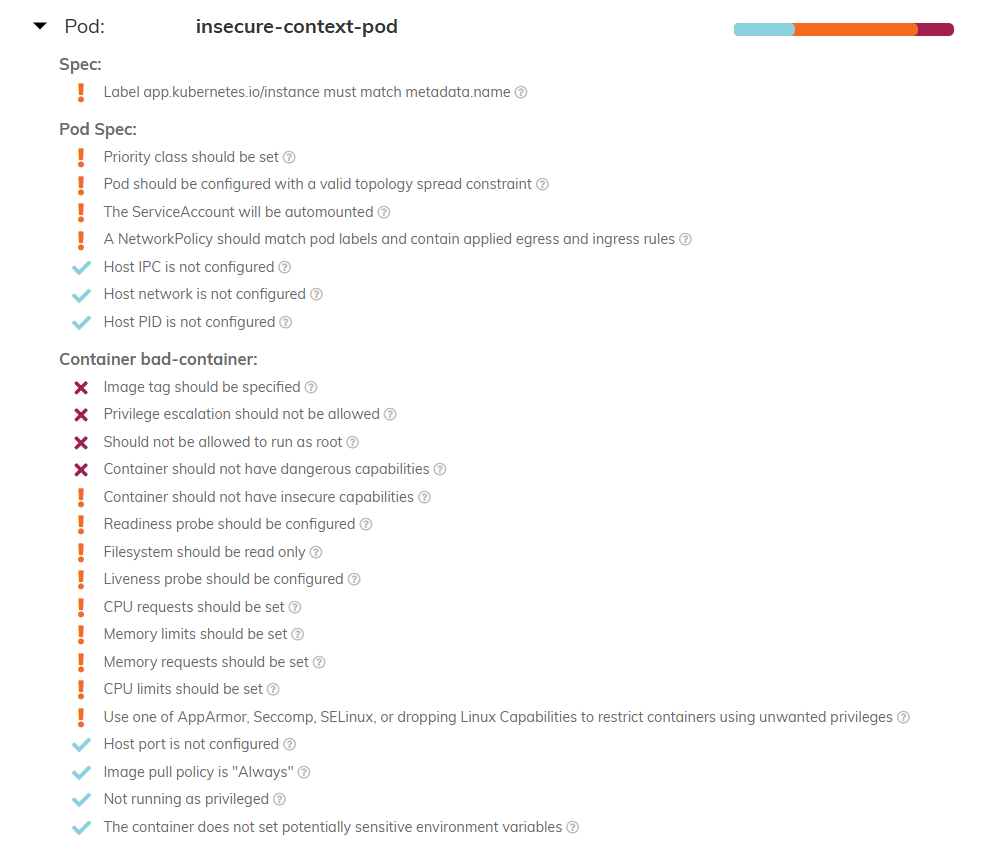 Pod: insecure-context-pod
Spec:
Label app.kubernetes.io/instance must match metadata.name
Pod Spec:
Priority class should be set
Pod should be configured with a valid topology spread constraint
The ServiceAccount will be automounted
A NetworkPolicy should match pod labels and contain applied egress and ingress rules
Host IPC is not configured
Host network is not configured
Host PID is not configured
Container bad-container:
Image tag should be specified
Privilege escalation should not be allowed
Should not be allowed to run as root
Container should not have dangerous capabilities
Container should not have insecure capabilities
Readiness probe should be configured
Filesystem should be read only
Liveness probe should be configured
CPU requests should be set
Memory limits should be set
Memory requests should be set
CPU limits should be set
Use one of AppArmor, Seccomp, SELinux, or dropping Linux Capabilities to restrict containers using unwanted privileges
Host port is not configured
Image pull policy is "Always"
Not running as privileged
The container does not set potentially sensitive environment variables